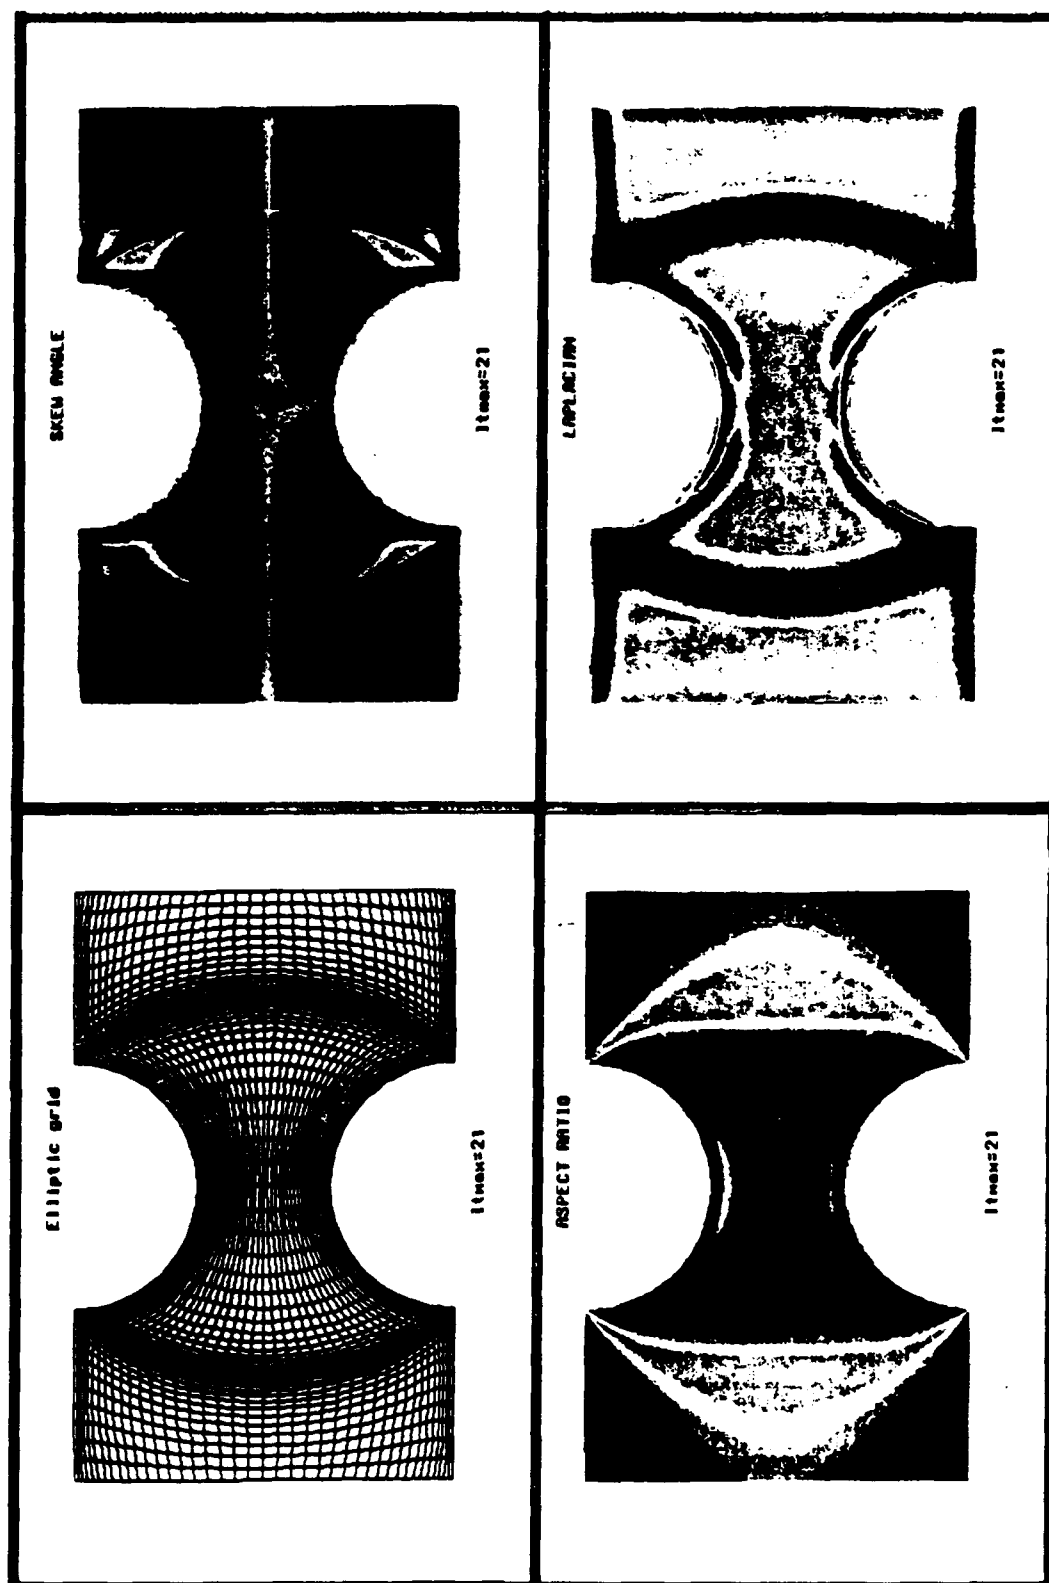 Elliptic grid
Itmax=21
SKEW ANGLE
Itmax=21
ASPECT RATIO
Itmax=21
LAPLACIAN
Itmax=21